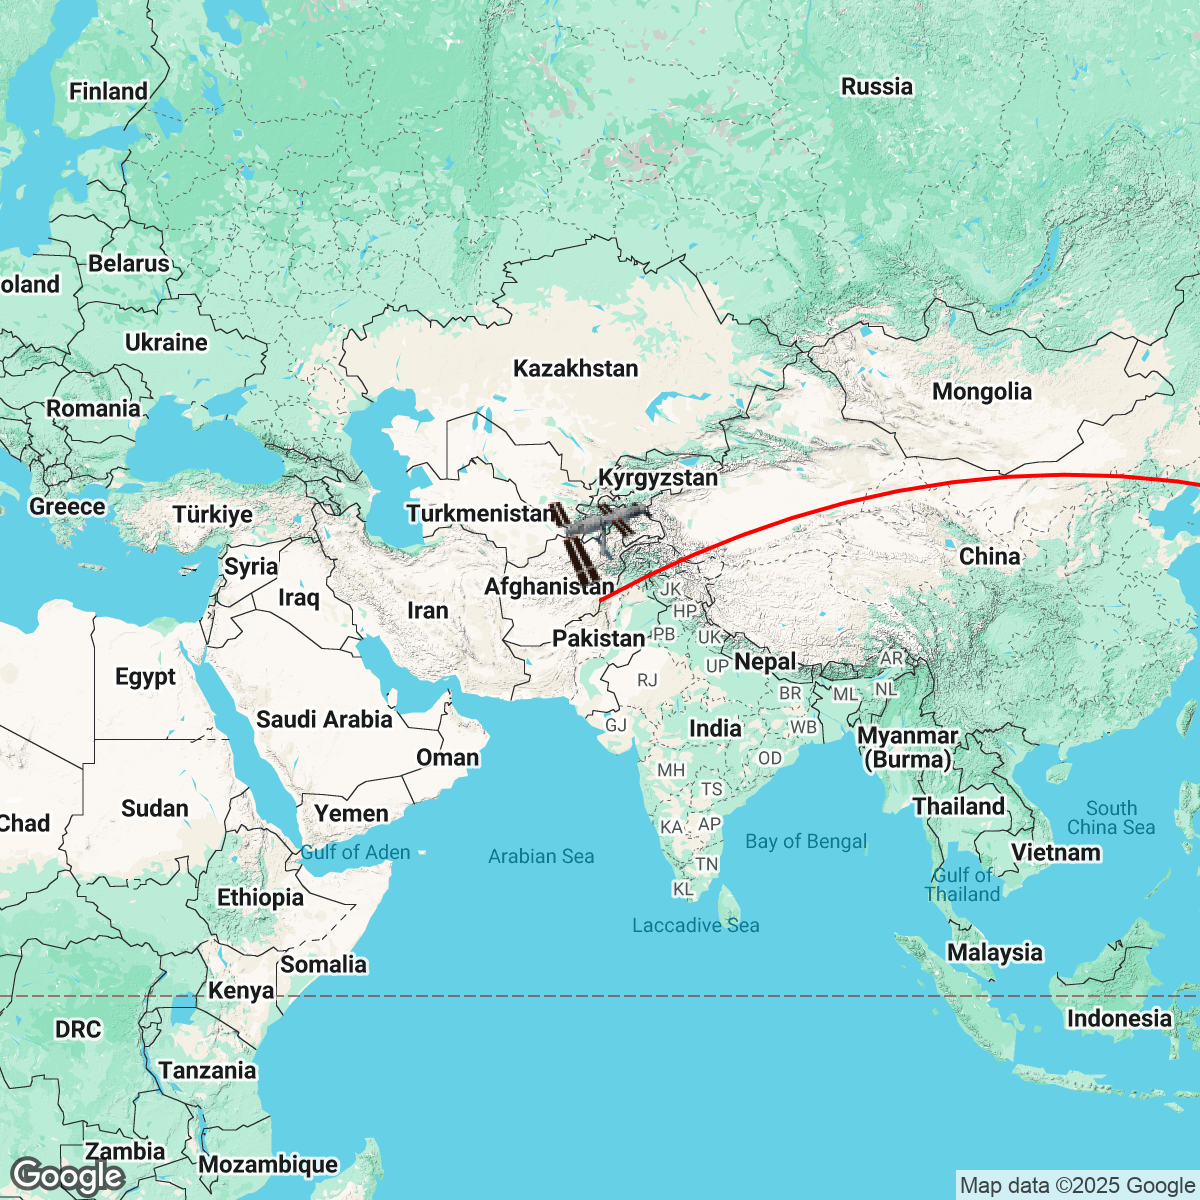 Finland
Russia
Belarus
oland
Ukraine
Kazakhstan
Mongolia
Romania
Kyrgyzstan
Greece
Türkiye
Turkmenistan
China
Syria
Afghanistan
JK
Iraq
Iran
HP
Pakistan
PB
UK
Nepal
AR
UP
Egypt
RJ
BR
ML
NL
Saudi Arabia
GJ
India
WB
Myanmar
(Burma)
Oman
OD
MH
TS
Sudan
Yemen
Thailand
South
China Sea
Chad
KA
AP
Bay of Bengal
Gulf of Aden
Arabian Sea
Vietnam
TN
Gulf of
Thailand
KL
Ethiopia
Laccadive Sea
Malaysia
Somalia
Kenya
Indonesia
DRC
Tanzania
Zambia
Mozambique
Google
Map data ©2025 Google